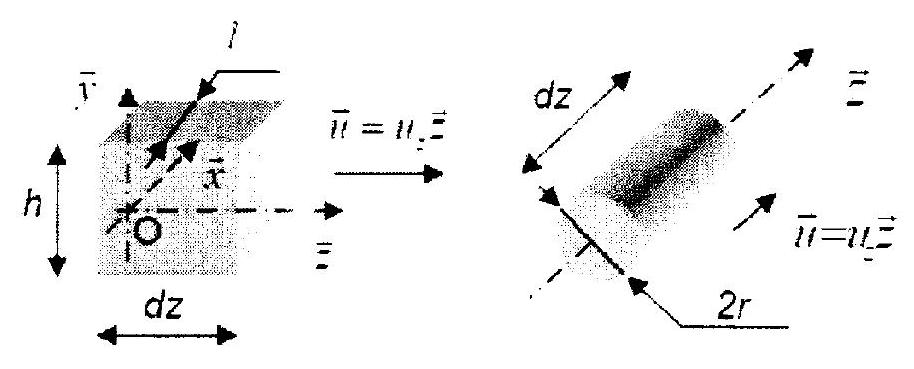 l
y⃗
h
O
x⃗
z⃗
dz
u⃗ = u_z z⃗
dz
z⃗
u⃗=u_z z⃗
2r